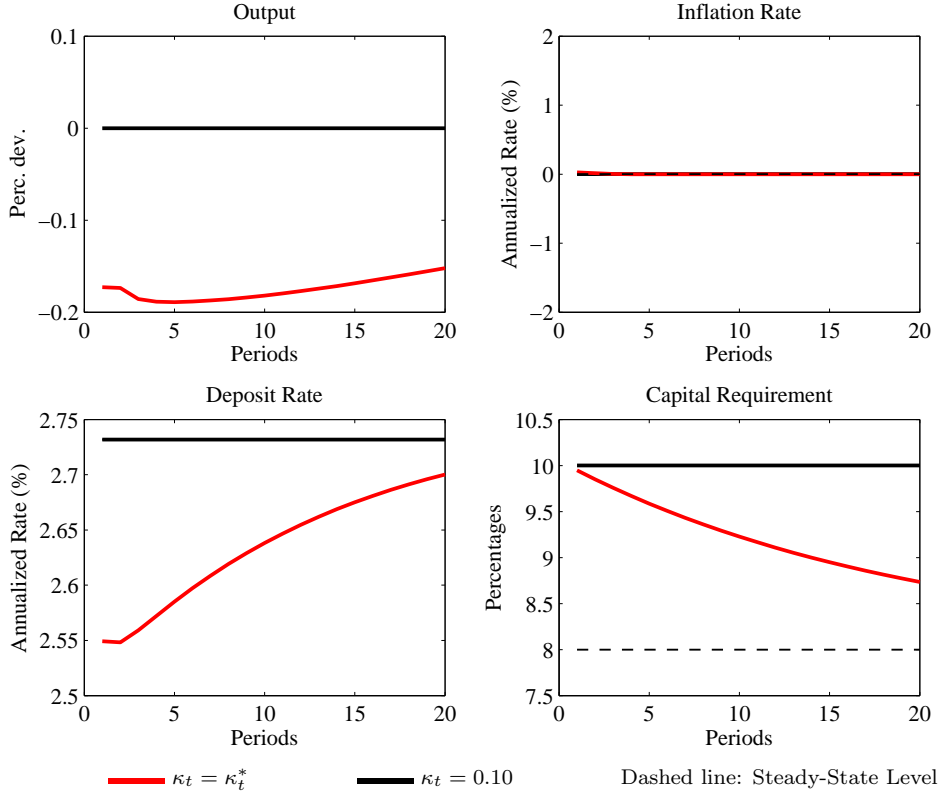 Output
Perc. dev.
0.1
0
−0.1
−0.2
0 5 10 15 20
Periods
Inflation Rate
Annualized Rate (%)
2
1
0
−1
−2
0 5 10 15 20
Periods
Deposit Rate
Annualized Rate (%)
2.75
2.7
2.65
2.6
2.55
2.5
0 5 10 15 20
Periods
Capital Requirement
Percentages
10.5
10
9.5
9
8.5
8
7.5
0 5 10 15 20
Periods
κ_t = κ_t^*
κ_t = 0.10
Dashed line: Steady-State Level